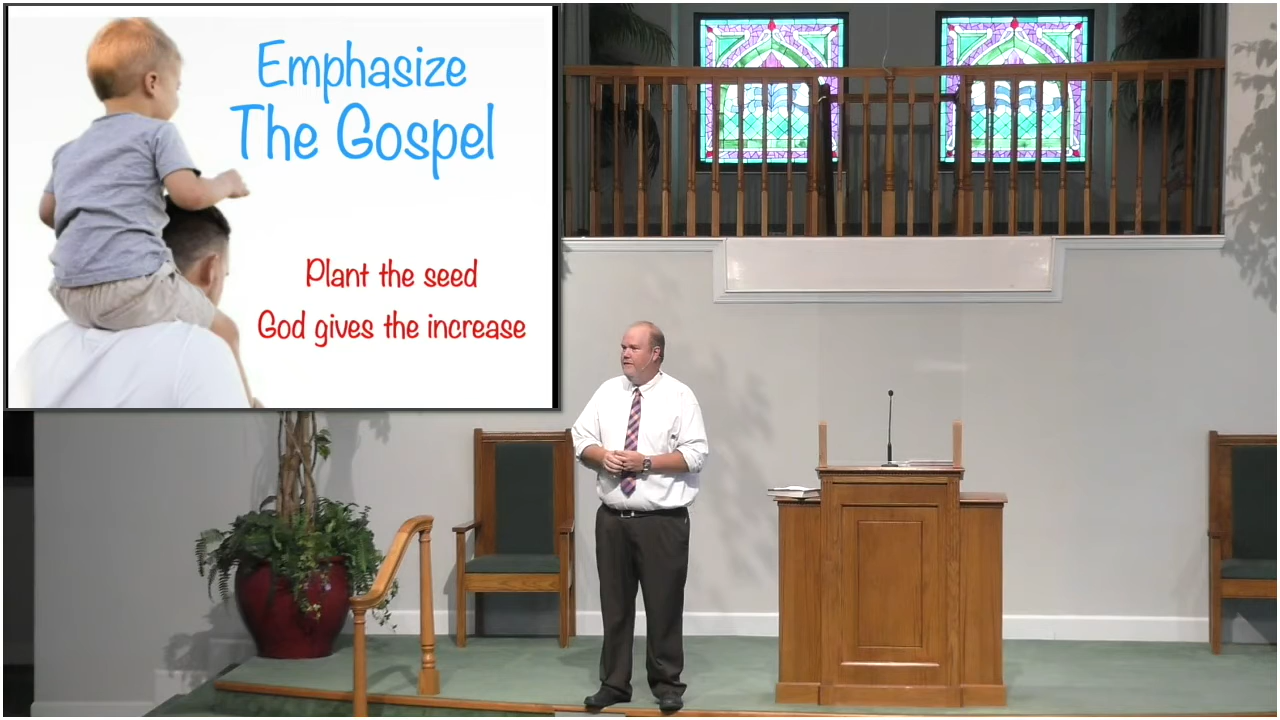 Emphasize
The Gospel
Plant the seed
God gives the increase